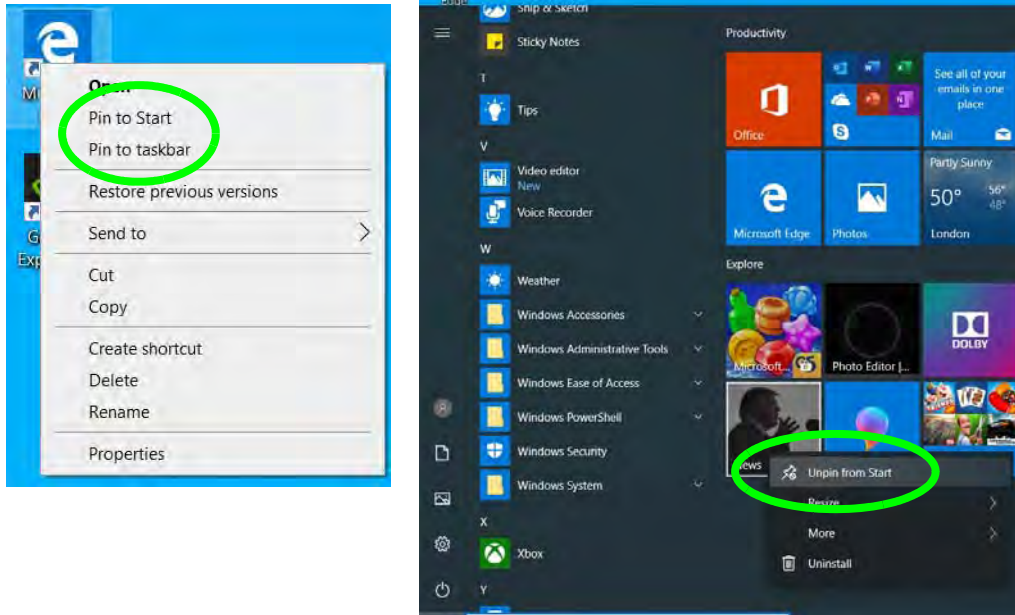 Open
Pin to Start
Pin to taskbar
Restore previous versions
Send to
Cut
Copy
Create shortcut
Delete
Rename
Properties
Edge
Snip & Sketch
Sticky Notes
T
Tips
V
Video editor
New
Voice Recorder
W
Weather
Windows Accessories
Windows Administrative Tools
Windows Ease of Access
Windows PowerShell
Windows Security
Windows System
X
Xbox
Y
Productivity
Office
See all of your
emails in one
place
Mail
Microsoft Edge
Photos
Partly Sunny
50° 56°
48°
London
Explore
Microsoft...
Photo Editor |...
DOLBY
News
Unpin from Start
Resize
More
Uninstall